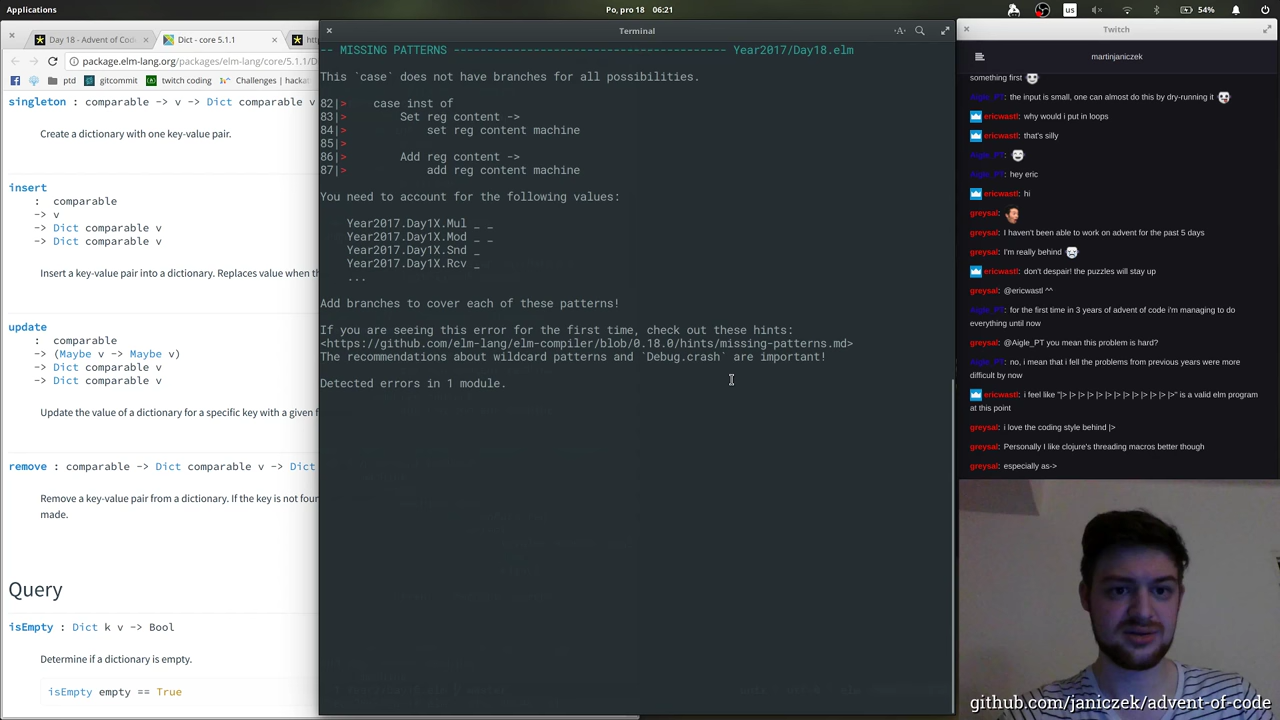 Applications
Po, pro 18 06:21
us
54%
Day 18 - Advent of Cod
Dict - core 5.1.1
package.elm-lang.org/packages/elm-lang/core/5.1.1/D
ptd
gitcommit
twitch coding
Challenges | hackat
singleton : comparable -> v -> Dict comparable v
Create a dictionary with one key-value pair.
insert
: comparable
-> v
-> Dict comparable v
-> Dict comparable v
Insert a key-value pair into a dictionary. Replaces value when th
update
: comparable
-> (Maybe v -> Maybe v)
-> Dict comparable v
-> Dict comparable v
Update the value of a dictionary for a specific key with a given f
remove : comparable -> Dict comparable v -> Dict
Remove a key-value pair from a dictionary. If the key is not foun
made.
Query
isEmpty : Dict k v -> Bool
Determine if a dictionary is empty.
isEmpty empty == True
Terminal
-- MISSING PATTERNS ----------------------------------------- Year2017/Day18.elm
This `case` does not have branches for all possibilities.
82|> case inst of
83|> Set reg content ->
84|> set reg content machine
85|>
86|> Add reg content ->
87|> add reg content machine
You need to account for the following values:
Year2017.Day1X.Mul _ _
Year2017.Day1X.Mod _ _
Year2017.Day1X.Snd _
Year2017.Day1X.Rcv _
...
Add branches to cover each of these patterns!
If you are seeing this error for the first time, check out these hints:
<https://github.com/elm-lang/elm-compiler/blob/0.18.0/hints/missing-patterns.md>
The recommendations about wildcard patterns and `Debug.crash` are important!
Detected errors in 1 module.
Twitch
martinjaniczek
something first
Aigle_PT: the input is small, one can almost do this by dry-running it
ericwastl: why would i put in loops
ericwastl: that's silly
Aigle_PT:
Aigle_PT: hey eric
ericwastl: hi
greysal:
greysal: I haven't been able to work on advent for the past 5 days
greysal: I'm really behind
ericwastl: don't despair! the puzzles will stay up
greysal: @ericwastl ^^
Aigle_PT: for the first time in 3 years of advent of code i'm managing to do
everything until now
greysal: @Aigle_PT you mean this problem is hard?
Aigle_PT: no, i mean that i fell the problems from previous years were more
difficult by now
ericwastl: i feel like "|> |> |> |> |> |> |> |> |> |> |> |> |>" is a valid elm program
at this point
greysal: i love the coding style behind |>
greysal: Personally I like clojure's threading macros better though
greysal: especially as->
github.com/janiczek/advent-of-code